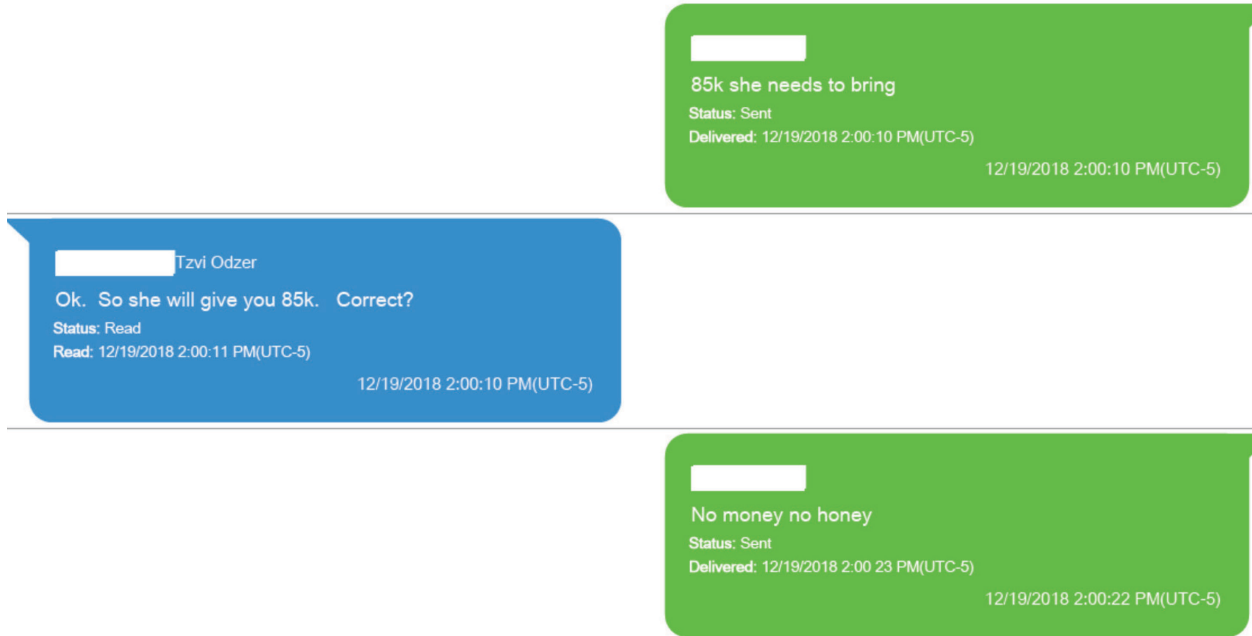 85k she needs to bring
Status: Sent
Delivered: 12/19/2018 2:00:10 PM(UTC-5)
12/19/2018 2:00:10 PM(UTC-5)
Tzvi Odzer
Ok.  So she will give you 85k.   Correct?
Status: Read
Read: 12/19/2018 2:00:11 PM(UTC-5)
12/19/2018 2:00:10 PM(UTC-5)
No money no honey
Status: Sent
Delivered: 12/19/2018 2:00 23 PM(UTC-5)
12/19/2018 2:00:22 PM(UTC-5)